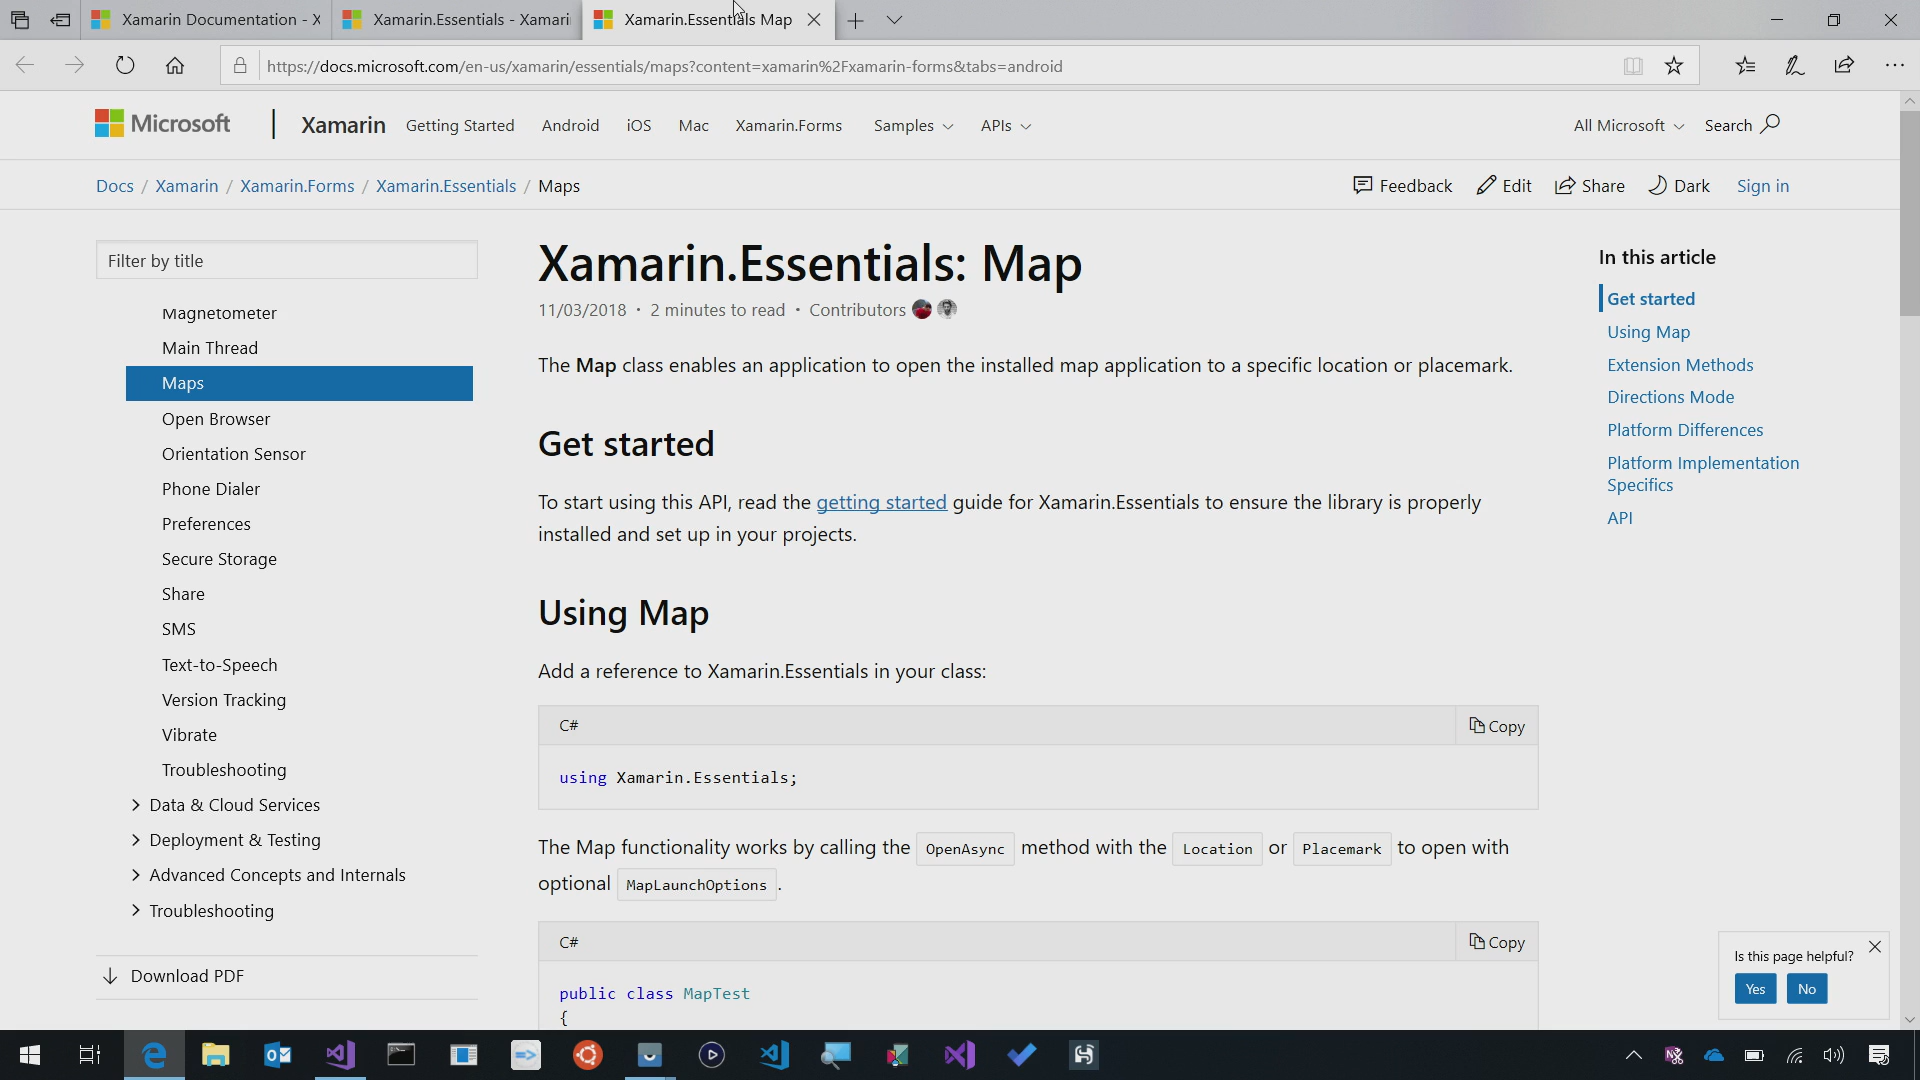 Xamarin Documentation - X
Xamarin.Essentials - Xamari
Xamarin.Essentials Map
https://docs.microsoft.com/en-us/xamarin/essentials/maps?content=xamarin%2Fxamarin-forms&tabs=android
Microsoft
Xamarin
Getting Started
Android
iOS
Mac
Xamarin.Forms
Samples
APIs
All Microsoft
Search
Docs / Xamarin / Xamarin.Forms / Xamarin.Essentials / Maps
Feedback
Edit
Share
Dark
Sign in
Filter by title
Magnetometer
Main Thread
Maps
Open Browser
Orientation Sensor
Phone Dialer
Preferences
Secure Storage
Share
SMS
Text-to-Speech
Version Tracking
Vibrate
Troubleshooting
Data & Cloud Services
Deployment & Testing
Advanced Concepts and Internals
Troubleshooting
Download PDF
Xamarin.Essentials: Map
11/03/2018 • 2 minutes to read • Contributors
The Map class enables an application to open the installed map application to a specific location or placemark.
Get started
To start using this API, read the getting started guide for Xamarin.Essentials to ensure the library is properly
installed and set up in your projects.
Using Map
Add a reference to Xamarin.Essentials in your class:
C#
Copy
using Xamarin.Essentials;
The Map functionality works by calling the OpenAsync method with the Location or Placemark to open with
optional MapLaunchOptions .
C#
Copy
public class MapTest
{
In this article
Get started
Using Map
Extension Methods
Directions Mode
Platform Differences
Platform Implementation
Specifics
API
Is this page helpful?
Yes
No